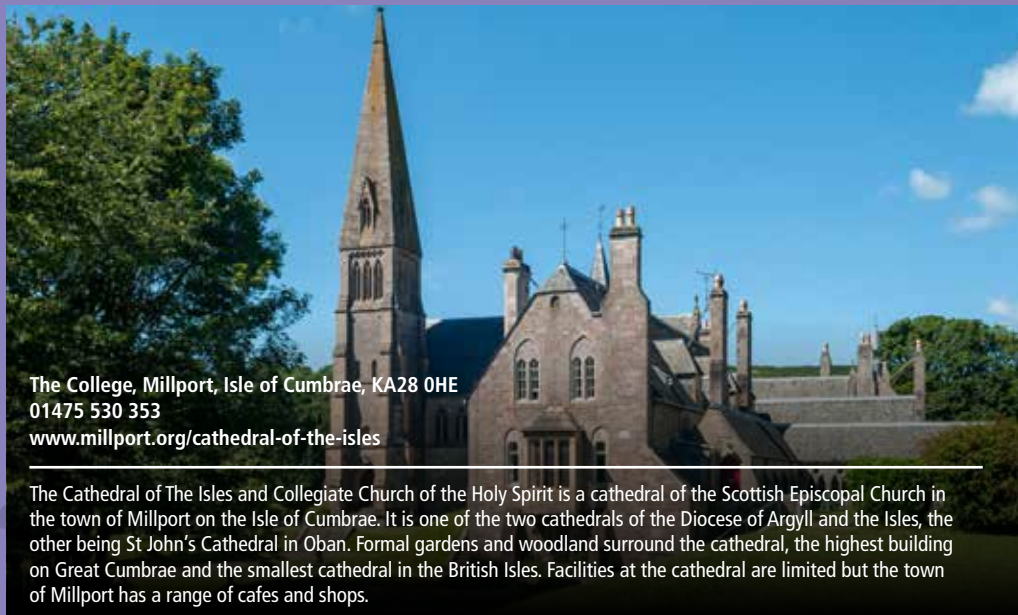 The College, Millport, Isle of Cumbrae, KA28 0HE
01475 530 353
www.millport.org/cathedral-of-the-isles
The Cathedral of The Isles and Collegiate Church of the Holy Spirit is a cathedral of the Scottish Episcopal Church in
the town of Millport on the Isle of Cumbrae. It is one of the two cathedrals of the Diocese of Argyll and the Isles, the
other being St John’s Cathedral in Oban. Formal gardens and woodland surround the cathedral, the highest building
on Great Cumbrae and the smallest cathedral in the British Isles. Facilities at the cathedral are limited but the town
of Millport has a range of cafes and shops.